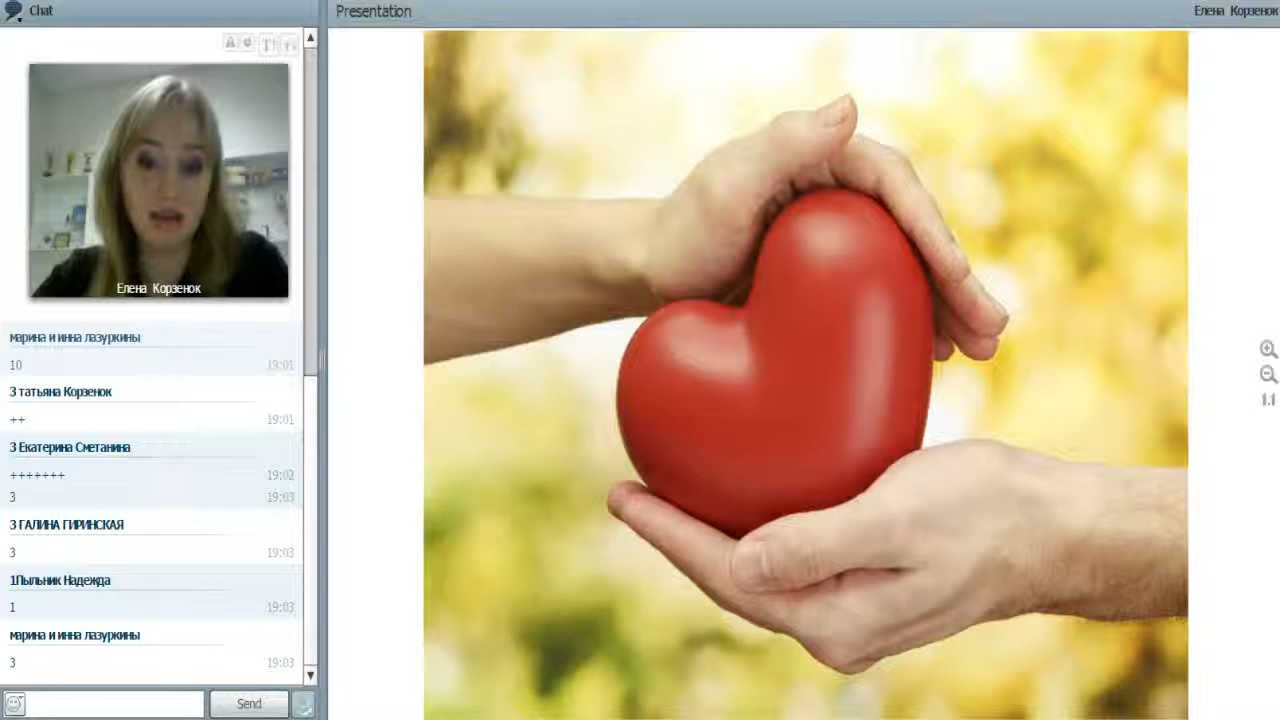 Chat
Presentation
Елена Корзенок
Елена Корзенок
марина и инна лазуркины
10 19:01
3 татьяна Корзенок
++ 19:01
3 Екатерина Сметанина
+++++++ 19:02
3 19:03
3 ГАЛИНА ГИРИНСКАЯ
3 19:03
1Пыльник Надежда
1 19:03
марина и инна лазуркины
3 19:03
Send
1:1